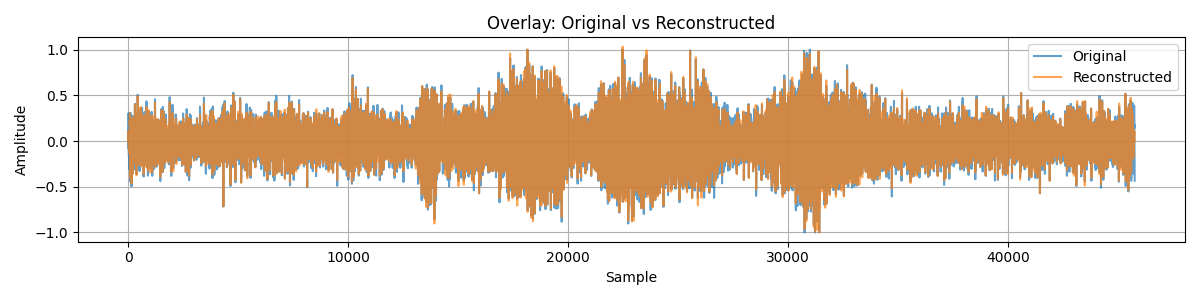 Overlay: Original vs Reconstructed
Original
Reconstructed
Amplitude
1.0
0.5
0.0
−0.5
−1.0
0
10000
20000
30000
40000
Sample